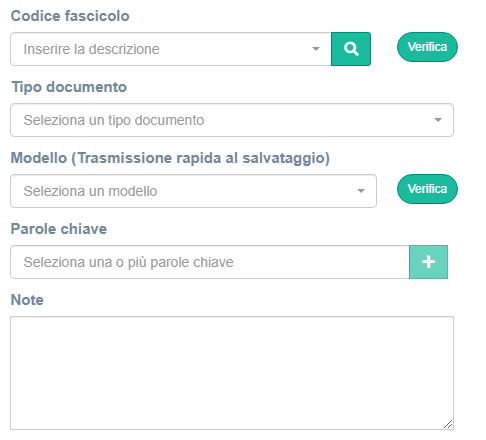 Codice fascicolo
Inserire la descrizione
Verifica
Tipo documento
Seleziona un tipo documento
Modello (Trasmissione rapida al salvataggio)
Seleziona un modello
Verifica
Parole chiave
Seleziona una o più parole chiave
Note